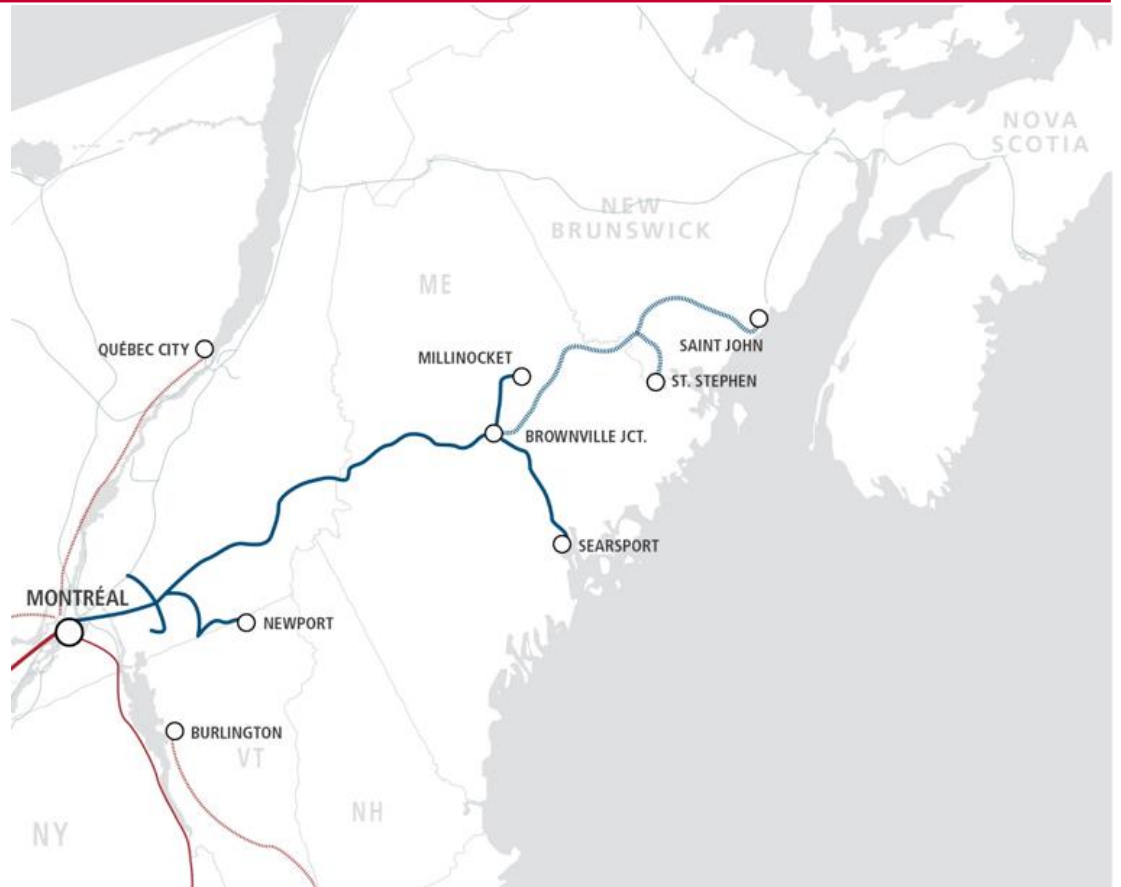 NOVA
SCOTIA
NEW
BRUNSWICK
ME
QUÉBEC CITY
SAINT JOHN
MILLINOCKET
ST. STEPHEN
BROWNVILLE JCT.
SEARSPORT
MONTRÉAL
NEWPORT
BURLINGTON
VT
NH
NY